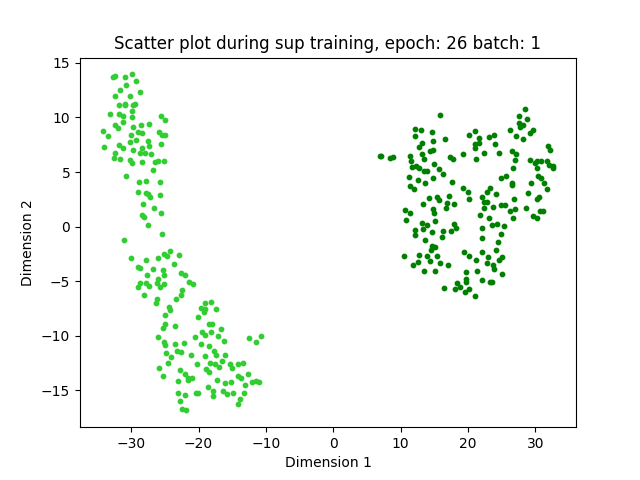 Scatter plot during sup training, epoch: 26 batch: 1
15
10
5
0
−5
−10
−15
Dimension 2
−30 −20 −10 0 10 20 30
Dimension 1